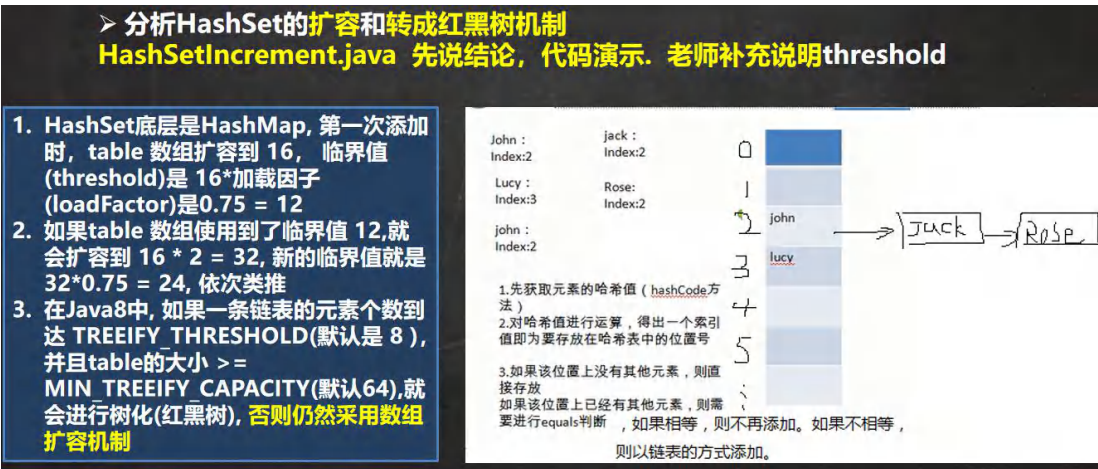 ➢ 分析HashSet的扩容和转成红黑树机制
HashSetIncrement.java 先说结论，代码演示. 老师补充说明threshold
1. HashSet底层是HashMap, 第一次添加
时，table 数组扩容到 16， 临界值
(threshold)是 16*加载因子
(loadFactor)是0.75 = 12
2. 如果table 数组使用到了临界值 12,就
会扩容到 16 * 2 = 32, 新的临界值就是
32*0.75 = 24, 依次类推
3. 在Java8中, 如果一条链表的元素个数到
达 TREEIFY_THRESHOLD(默认是 8 ),
并且table的大小 >=
MIN_TREEIFY_CAPACITY(默认64),就
会进行树化(红黑树), 否则仍然采用数组
扩容机制
John：
Index:2
jack：
Index:2
Lucy：
Index:3
Rose:
Index:2
john：
Index:2
1.先获取元素的哈希值（hashCode方
法）
2.对哈希值进行运算，得出一个索引
值即为要存放在哈希表中的位置号
3.如果该位置上没有其他元素，则直
接存放
如果该位置上已经有其他元素，则需
要进行equals判断 ，如果相等，则不再添加。如果不相等，
则以链表的方式添加。
0
1
2 john
Jack
Rose
3 lucy
4
5